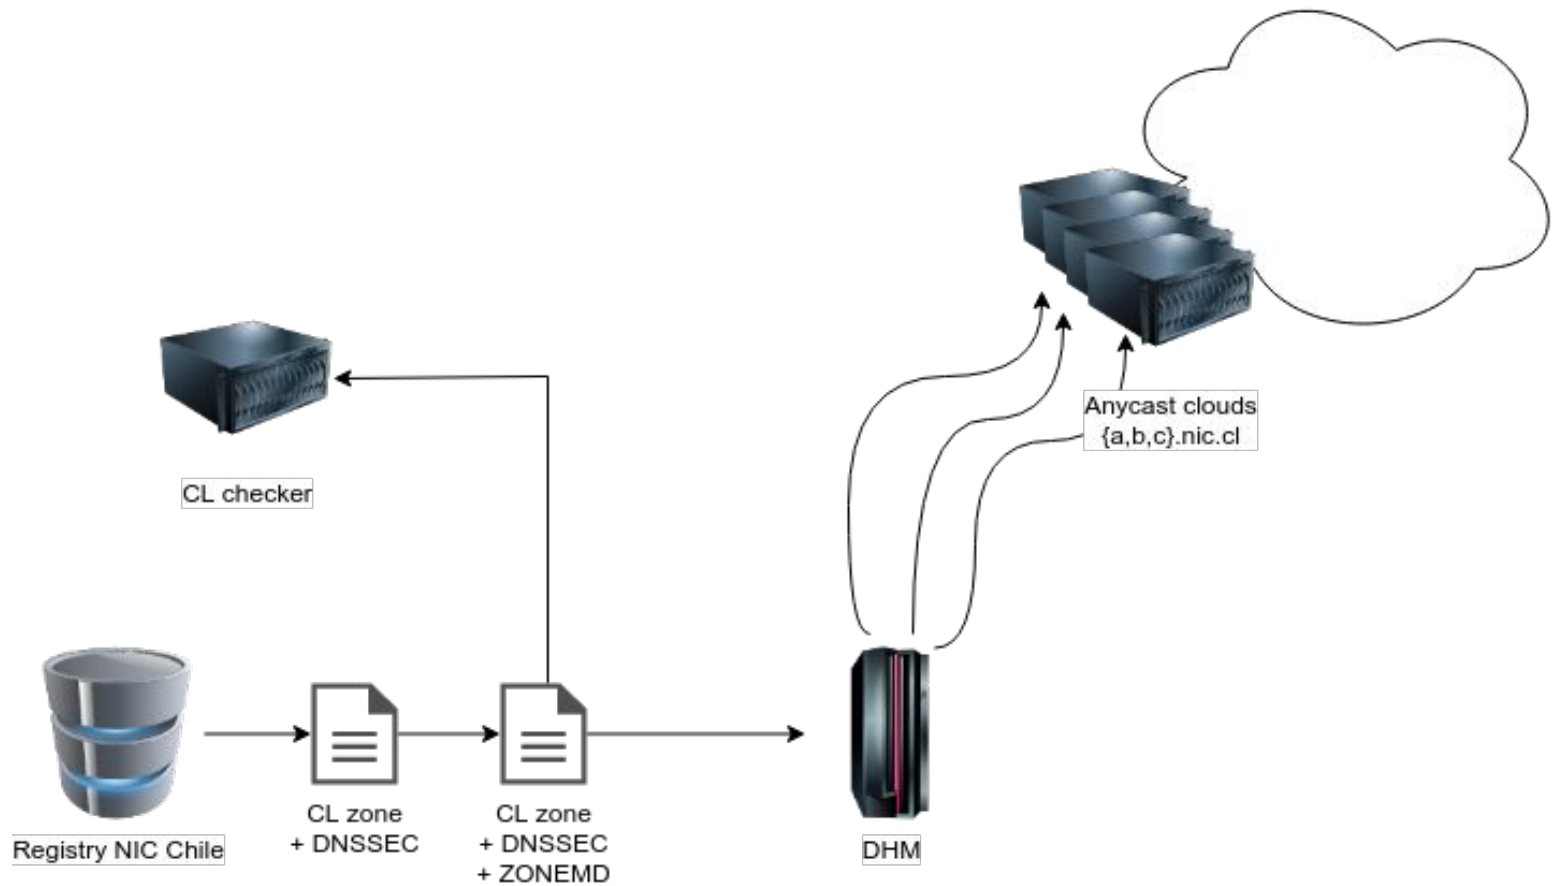 Anycast clouds
{a,b,c}.nic.cl
CL checker
Registry NIC Chile
CL zone
+ DNSSEC
CL zone
+ DNSSEC
+ ZONEMD
DHM